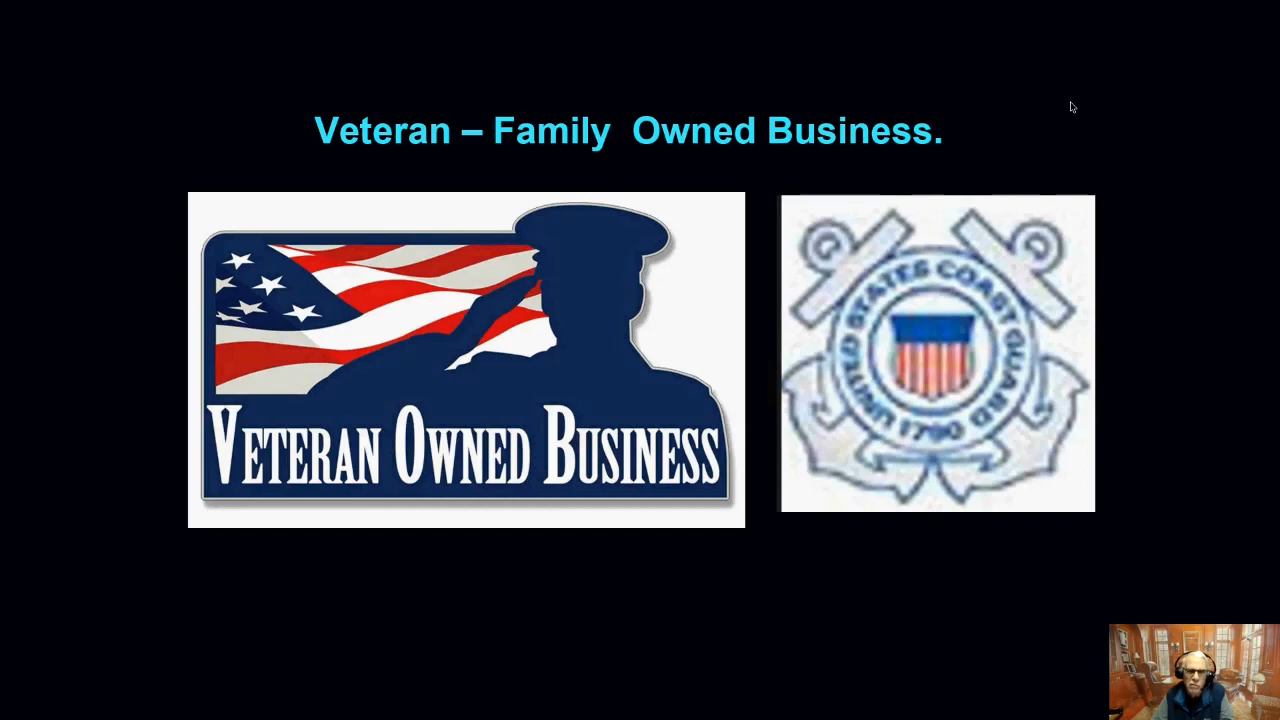 Veteran – Family  Owned Business.
VETERAN OWNED BUSINESS
UNITED STATES COAST GUARD
1790